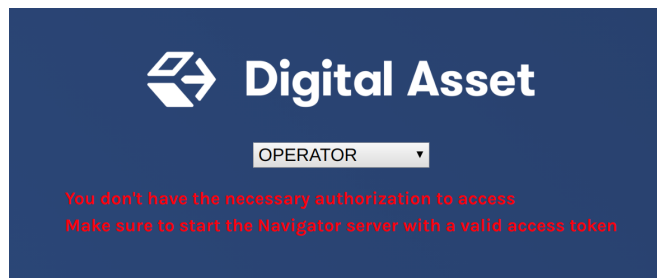 Digital Asset
OPERATOR
You don't have the necessary authorization to access
Make sure to start the Navigator server with a valid access token